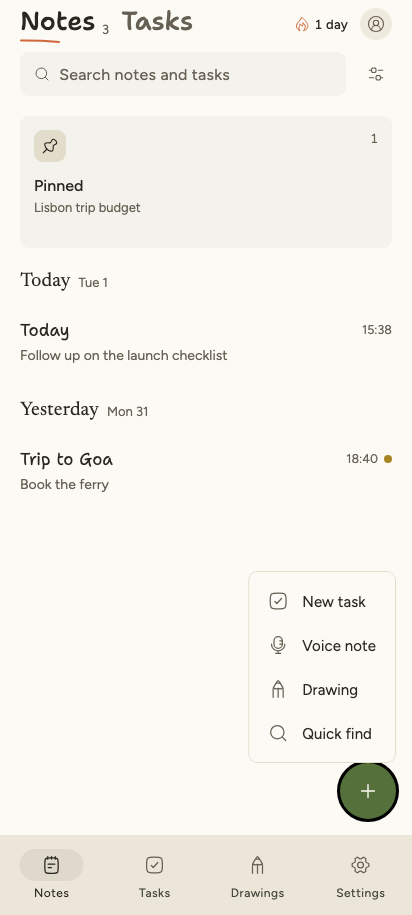 Notes 3 Tasks 1 day
Search notes and tasks
1
Pinned
Lisbon trip budget
Today Tue 1
Today 15:38
Follow up on the launch checklist
Yesterday Mon 31
Trip to Goa 18:40
Book the ferry
New task
Voice note
Drawing
Quick find
Notes Tasks Drawings Settings